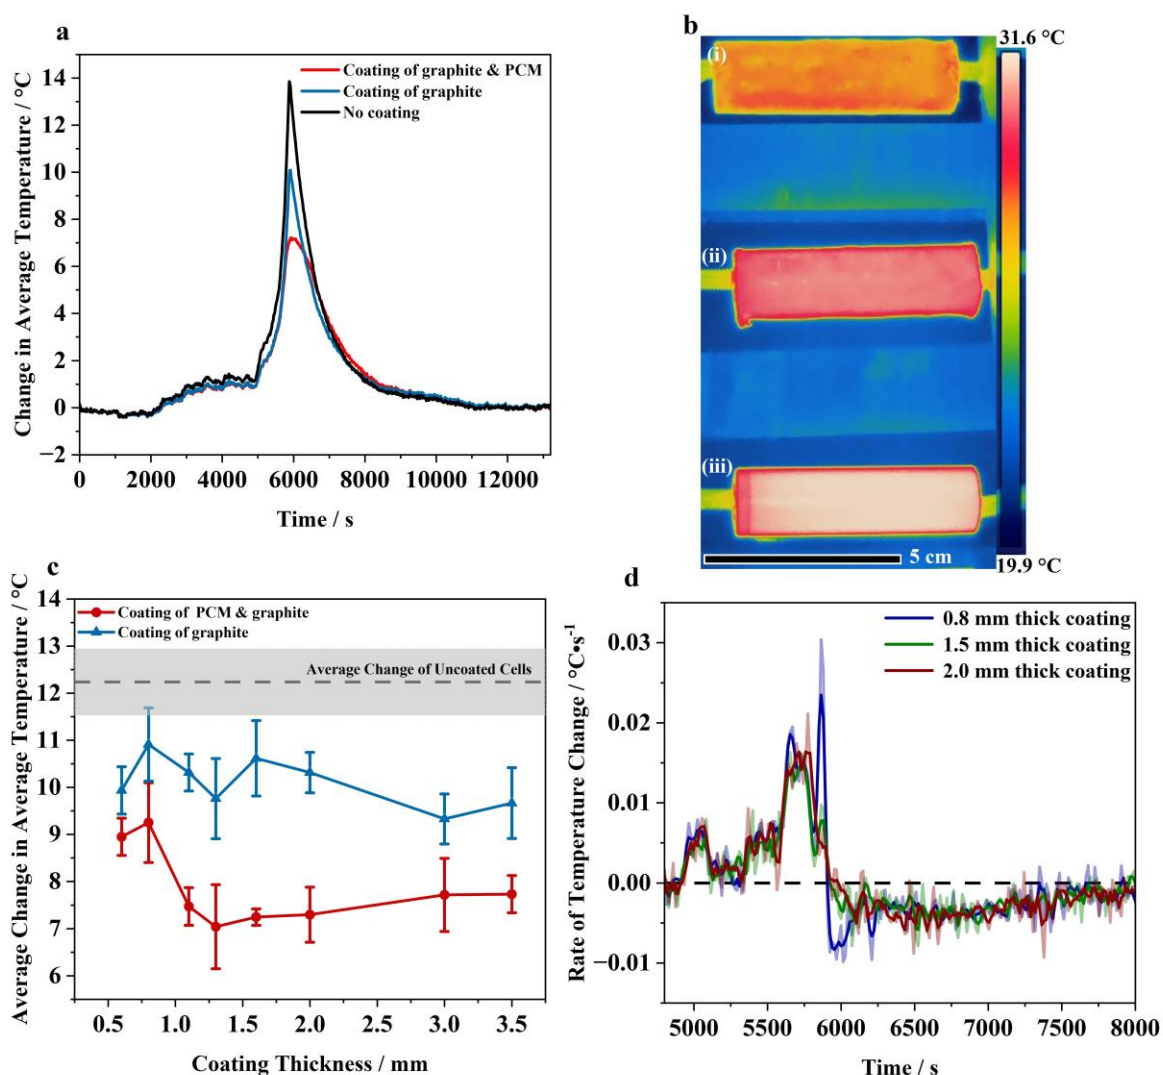 a
Change in Average Temperature / °C
14
12
10
8
6
4
2
0
−2
0 2000 4000 6000 8000 10000 12000
Time / s
Coating of graphite & PCM
Coating of graphite
No coating
b
31.6 °C
(i)
(ii)
(iii)
5 cm
19.9 °C
c
Average Change in Average Temperature / °C
14
13
12
11
10
9
8
7
6
0.5 1.0 1.5 2.0 2.5 3.0 3.5
Coating Thickness / mm
Coating of PCM & graphite
Coating of graphite
Average Change of Uncoated Cells
d
Rate of Temperature Change / °C•s-1
0.03
0.02
0.01
0.00
−0.01
5000 5500 6000 6500 7000 7500 8000
Time / s
0.8 mm thick coating
1.5 mm thick coating
2.0 mm thick coating